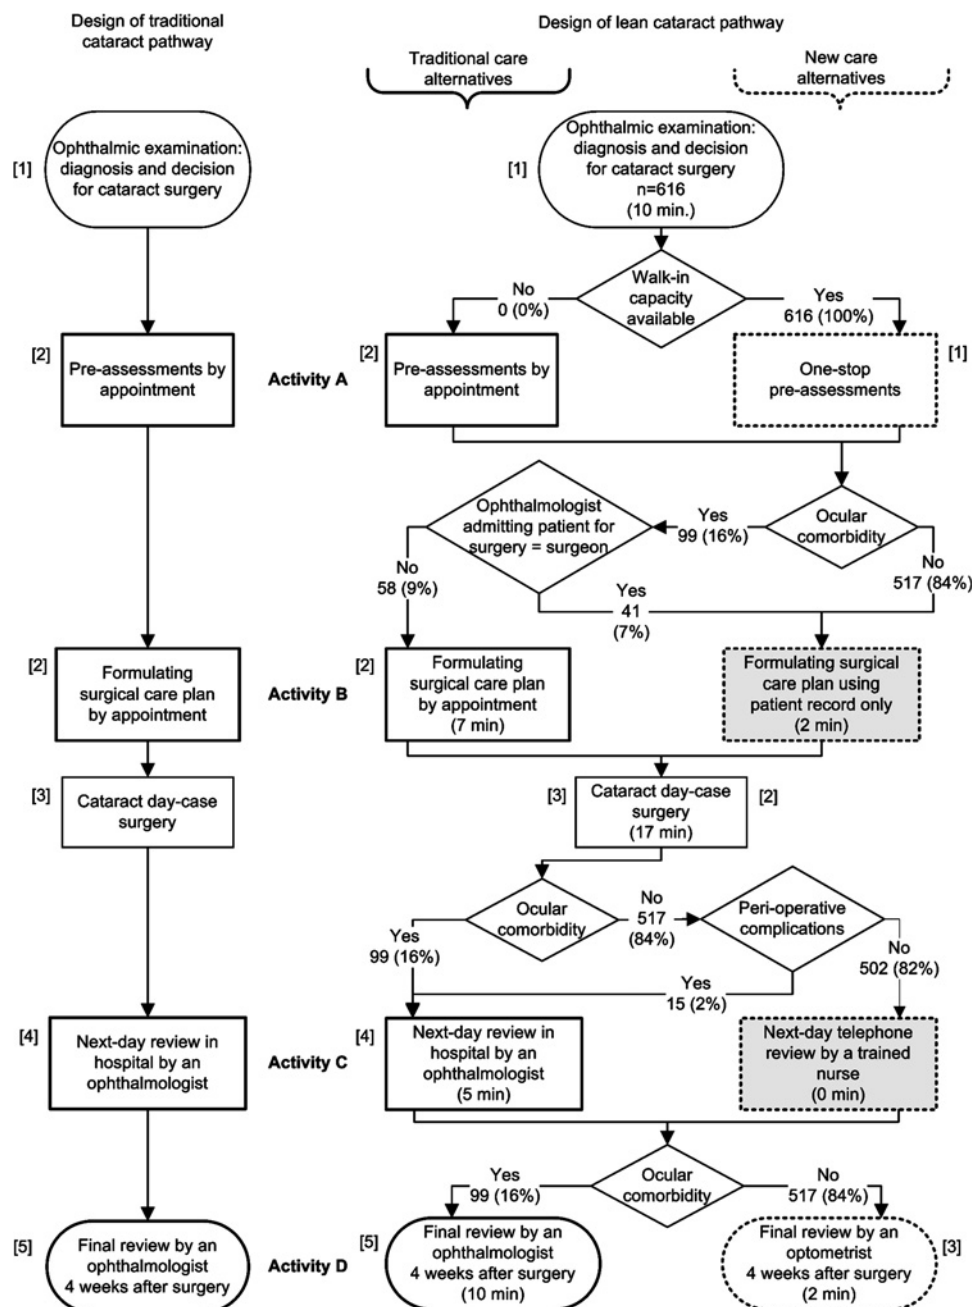 Design of traditional
cataract pathway
Design of lean cataract pathway
Traditional care
alternatives
New care
alternatives
[1]
Ophthalmic examination:
diagnosis and decision
for cataract surgery
[1]
Ophthalmic examination:
diagnosis and decision
for cataract surgery
n=616
(10 min.)
Walk-in
capacity
available
No
0 (0%)
Yes
616 (100%)
[2]
Pre-assessments by
appointment
Activity A
[2]
Pre-assessments by
appointment
[1]
One-stop
pre-assessments
Ophthalmologist
admitting patient for
surgery = surgeon
Yes
99 (16%)
Ocular
comorbidity
No
58 (9%)
Yes
41
(7%)
No
517 (84%)
[2]
Formulating
surgical care plan
by appointment
Activity B
[2]
Formulating
surgical care plan
by appointment
(7 min)
Formulating surgical
care plan using
patient record only
(2 min)
[3]
Cataract day-case
surgery
[3]
Cataract day-case
surgery
(17 min)
[2]
Ocular
comorbidity
No
517
(84%)
Peri-operative
complications
Yes
99 (16%)
Yes
15 (2%)
No
502 (82%)
[4]
Next-day review in
hospital by an
ophthalmologist
Activity C
[4]
Next-day review in
hospital by an
ophthalmologist
(5 min)
Next-day telephone
review by a trained
nurse
(0 min)
Yes
99 (16%)
Ocular
comorbidity
No
517 (84%)
[5]
Final review by an
ophthalmologist
4 weeks after surgery
Activity D
[5]
Final review by an
ophthalmologist
4 weeks after surgery
(10 min)
Final review by an
optometrist
4 weeks after surgery
(2 min)
[3]